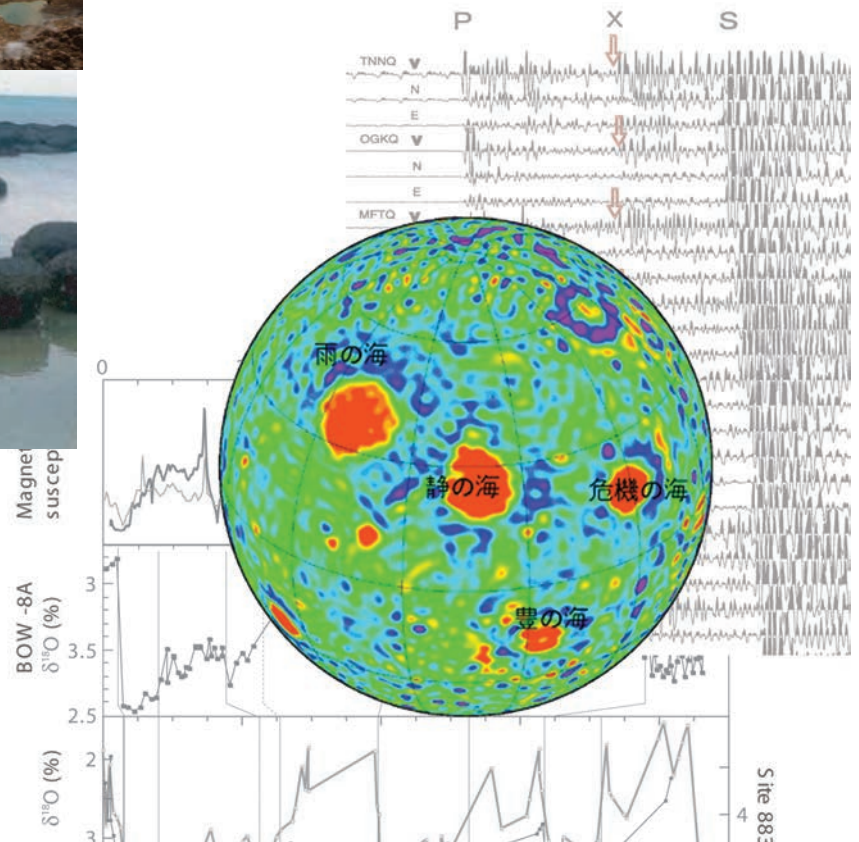 P X S
TNNQ V
N
E
OGKQ V
N
E
MFTQ V
雨の海
静の海
危機の海
豊の海
0
Magnet
suscep
BOW -8A
δ¹⁸O (%)
3
3.5
2.5
δ¹⁸O (%)
2
3
4
Site 883